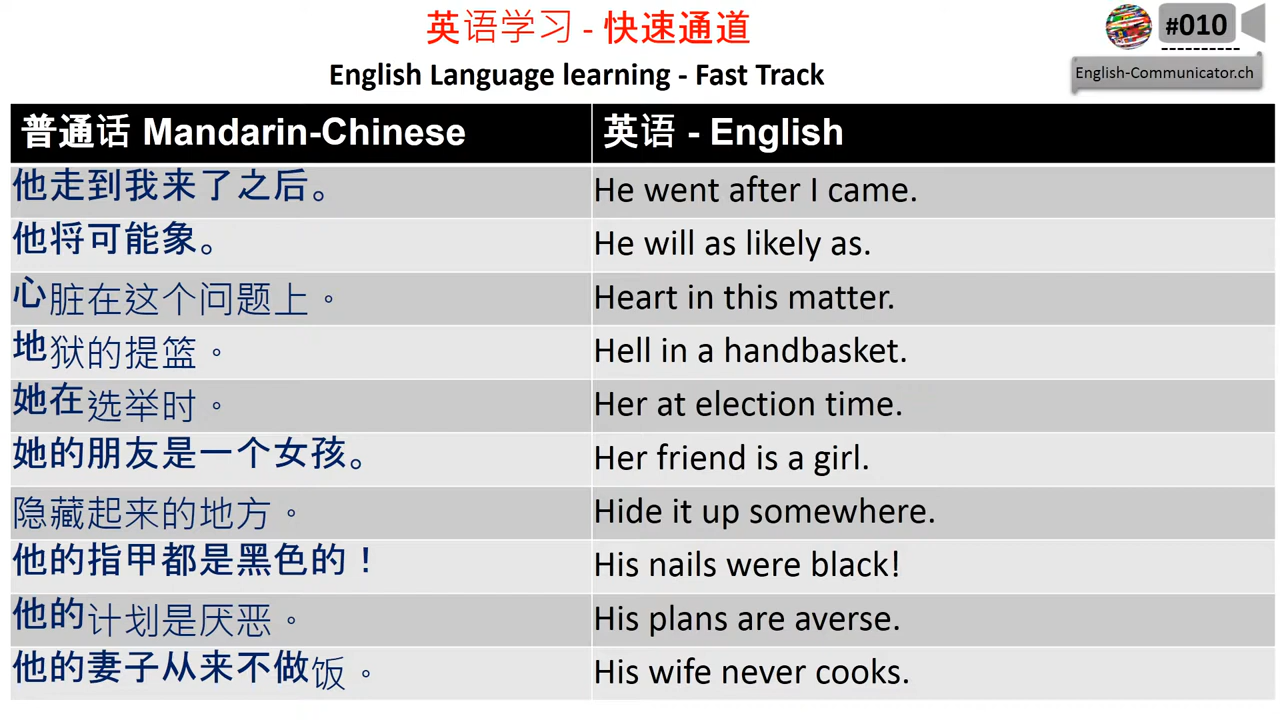 英语学习 - 快速通道
#010
English Language learning - Fast Track
English-Communicator.ch
普通话 Mandarin-Chinese
英语 - English
他走到我来了之后。
He went after I came.
他将可能象。
He will as likely as.
心脏在这个问题上。
Heart in this matter.
地狱的提篮。
Hell in a handbasket.
她在选举时。
Her at election time.
她的朋友是一个女孩。
Her friend is a girl.
隐藏起来的地方。
Hide it up somewhere.
他的指甲都是黑色的！
His nails were black!
他的计划是厌恶。
His plans are averse.
他的妻子从来不做饭。
His wife never cooks.